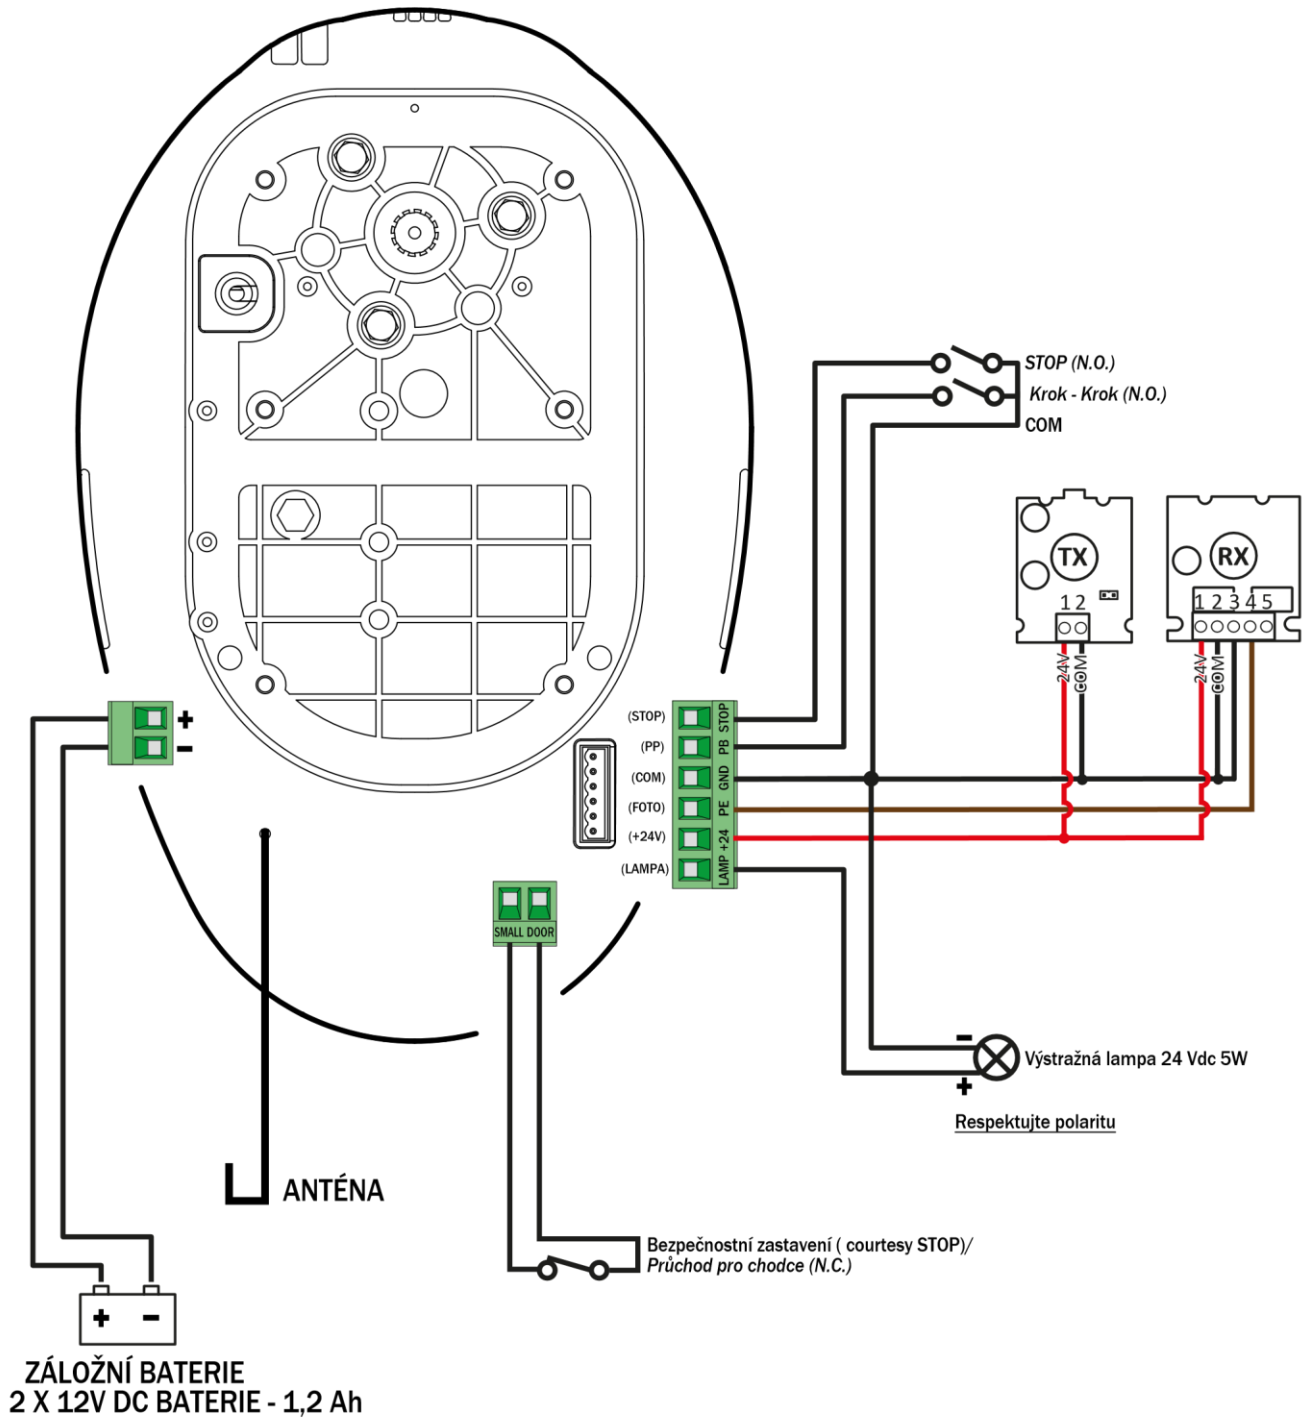 STOP (N.O.)
Krok - Krok (N.O.)
COM
TX
RX
1 2
1 2 3 4 5
24V
COM
24V
COM
+
−
(STOP)
STOP
(PP)
PB
(COM)
GND
(FOTO)
PE
(+24V)
+24
(LAMPA)
LAMP
SMALL DOOR
−
Výstražná lampa 24 Vdc 5W
+
Respektujte polaritu
ANTÉNA
Bezpečnostní zastavení ( courtesy STOP)/
Průchod pro chodce (N.C.)
+ −
ZÁLOŽNÍ BATERIE
2 X 12V DC BATERIE - 1,2 Ah